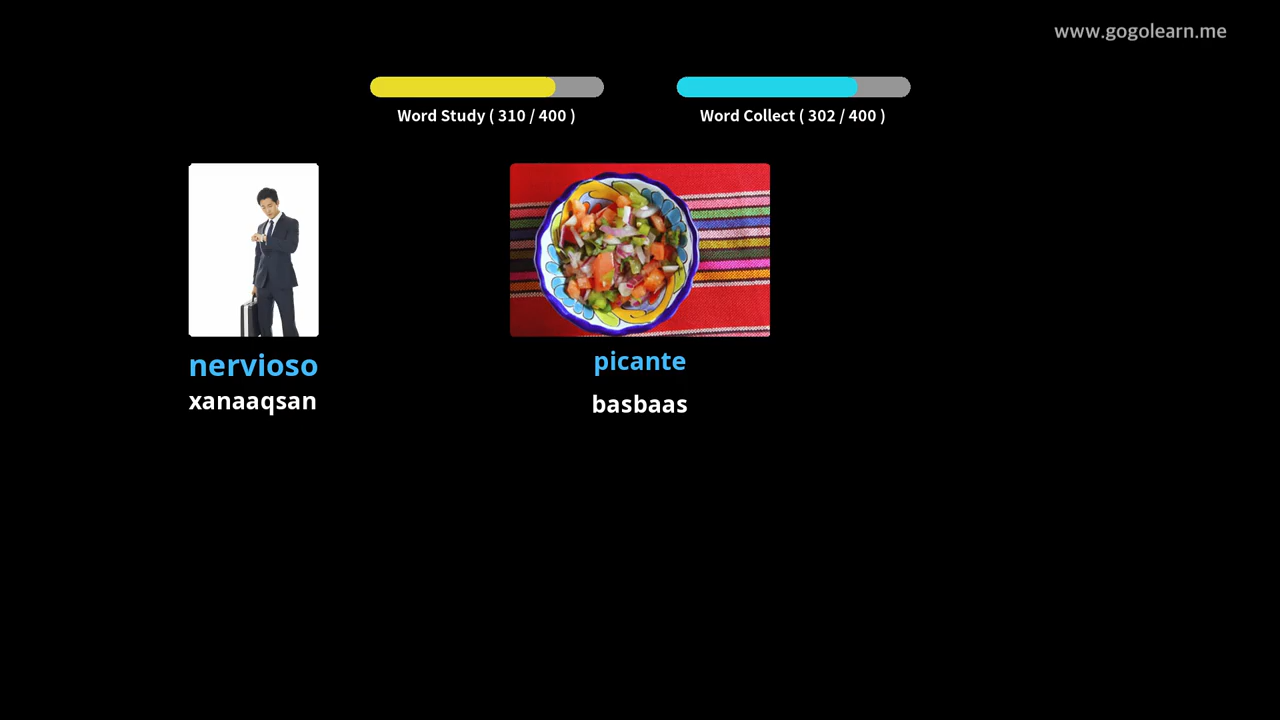 www.gogolearn.me
Word Study ( 310 / 400 )
Word Collect ( 302 / 400 )
nervioso
xanaaqsan
picante
basbaas